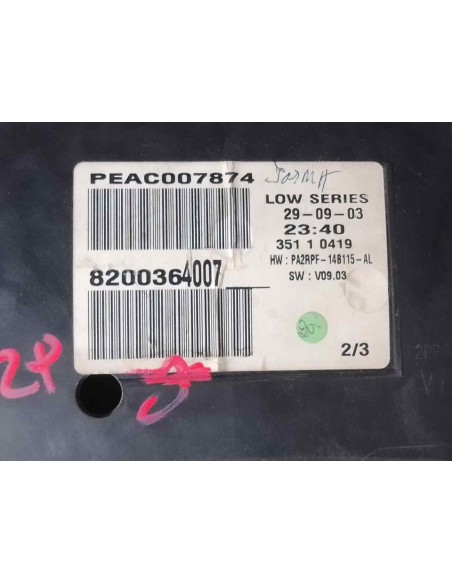 PEAC007874
LOW SERIES
29-09-03
23:40
351 1 0419
HW : PA2RPF-14B115-AL
SW : V09.03
8200364007
2/3
24